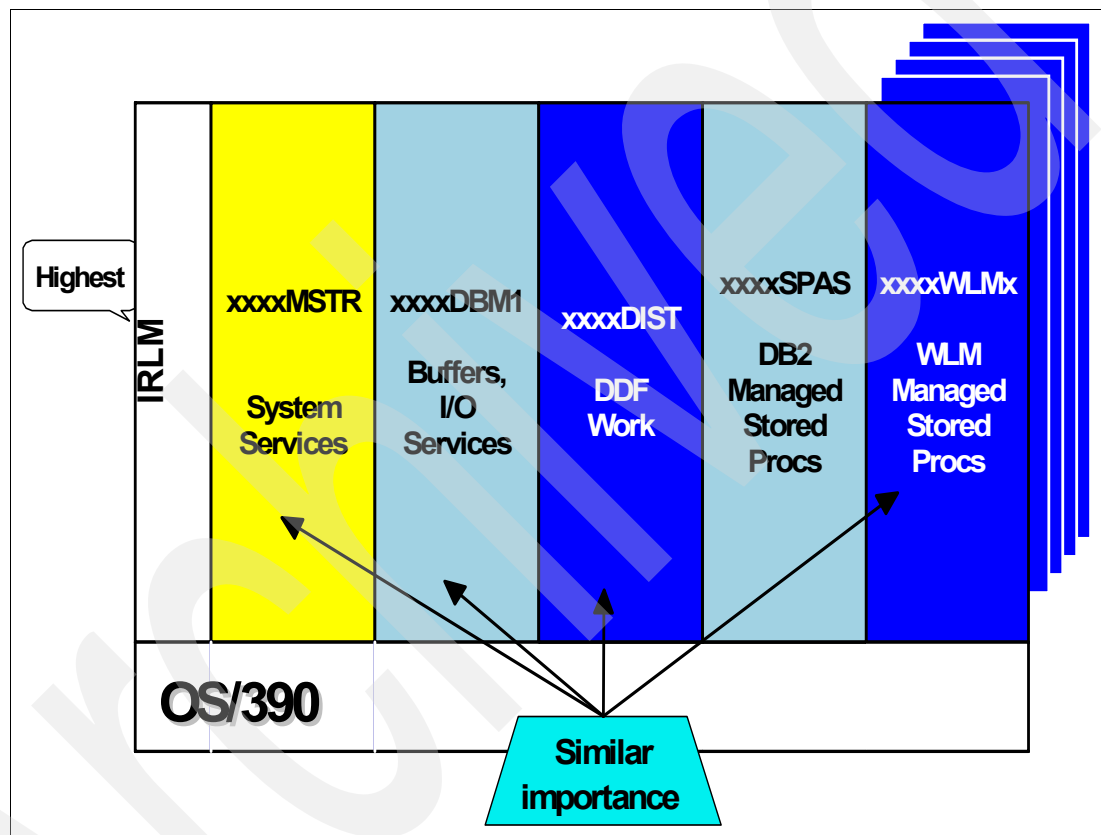 Highest
IRLM
xxxxMSTR
System
Services
xxxxDBM1
Buffers,
I/O
Services
xxxxDIST
DDF
Work
xxxxSPAS
DB2
Managed
Stored
Procs
xxxxWLMx
WLM
Managed
Stored
Procs
OS/390
Similar
importance